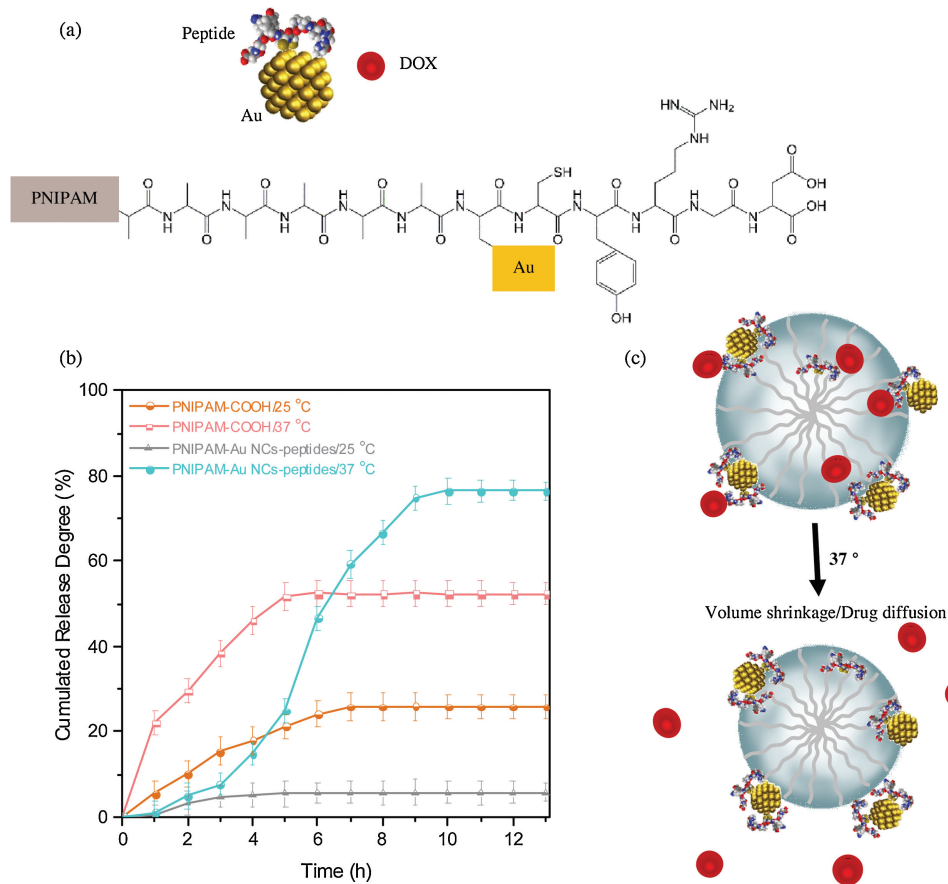 (a)
Peptide
DOX
Au
PNIPAM
O
H
N
O
N
H
O
H
N
O
N
H
O
H
N
O
N
H
O
H
N
O
SH
N
H
O
H
N
O
N
H
O
H
N
O
HN
NH₂
NH
N
H
O
OH
O
OH
O
Au
OH
(b)
PNIPAM-COOH/25 °C
PNIPAM-COOH/37 °C
PNIPAM-Au NCs-peptides/25 °C
PNIPAM-Au NCs-peptides/37 °C
Cumulated Release Degree (%)
100
80
60
40
20
0
0 2 4 6 8 10 12
Time (h)
(c)
37 °
Volume shrinkage/Drug diffusion